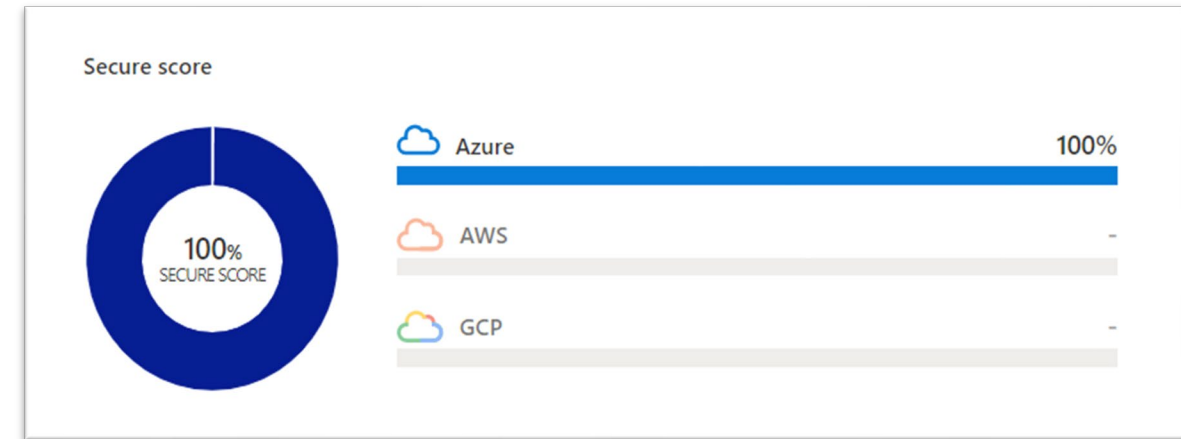 Secure score
100%
SECURE SCORE
Azure 100%
AWS -
GCP -